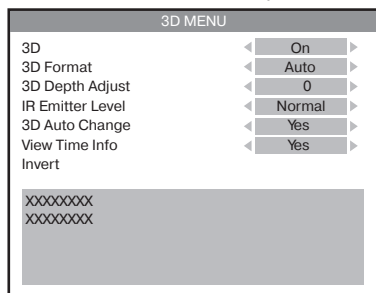 3D MENU
3D On
3D Format Auto
3D Depth Adjust 0
IR Emitter Level Normal
3D Auto Change Yes
View Time Info Yes
Invert
XXXXXXXX
XXXXXXXX